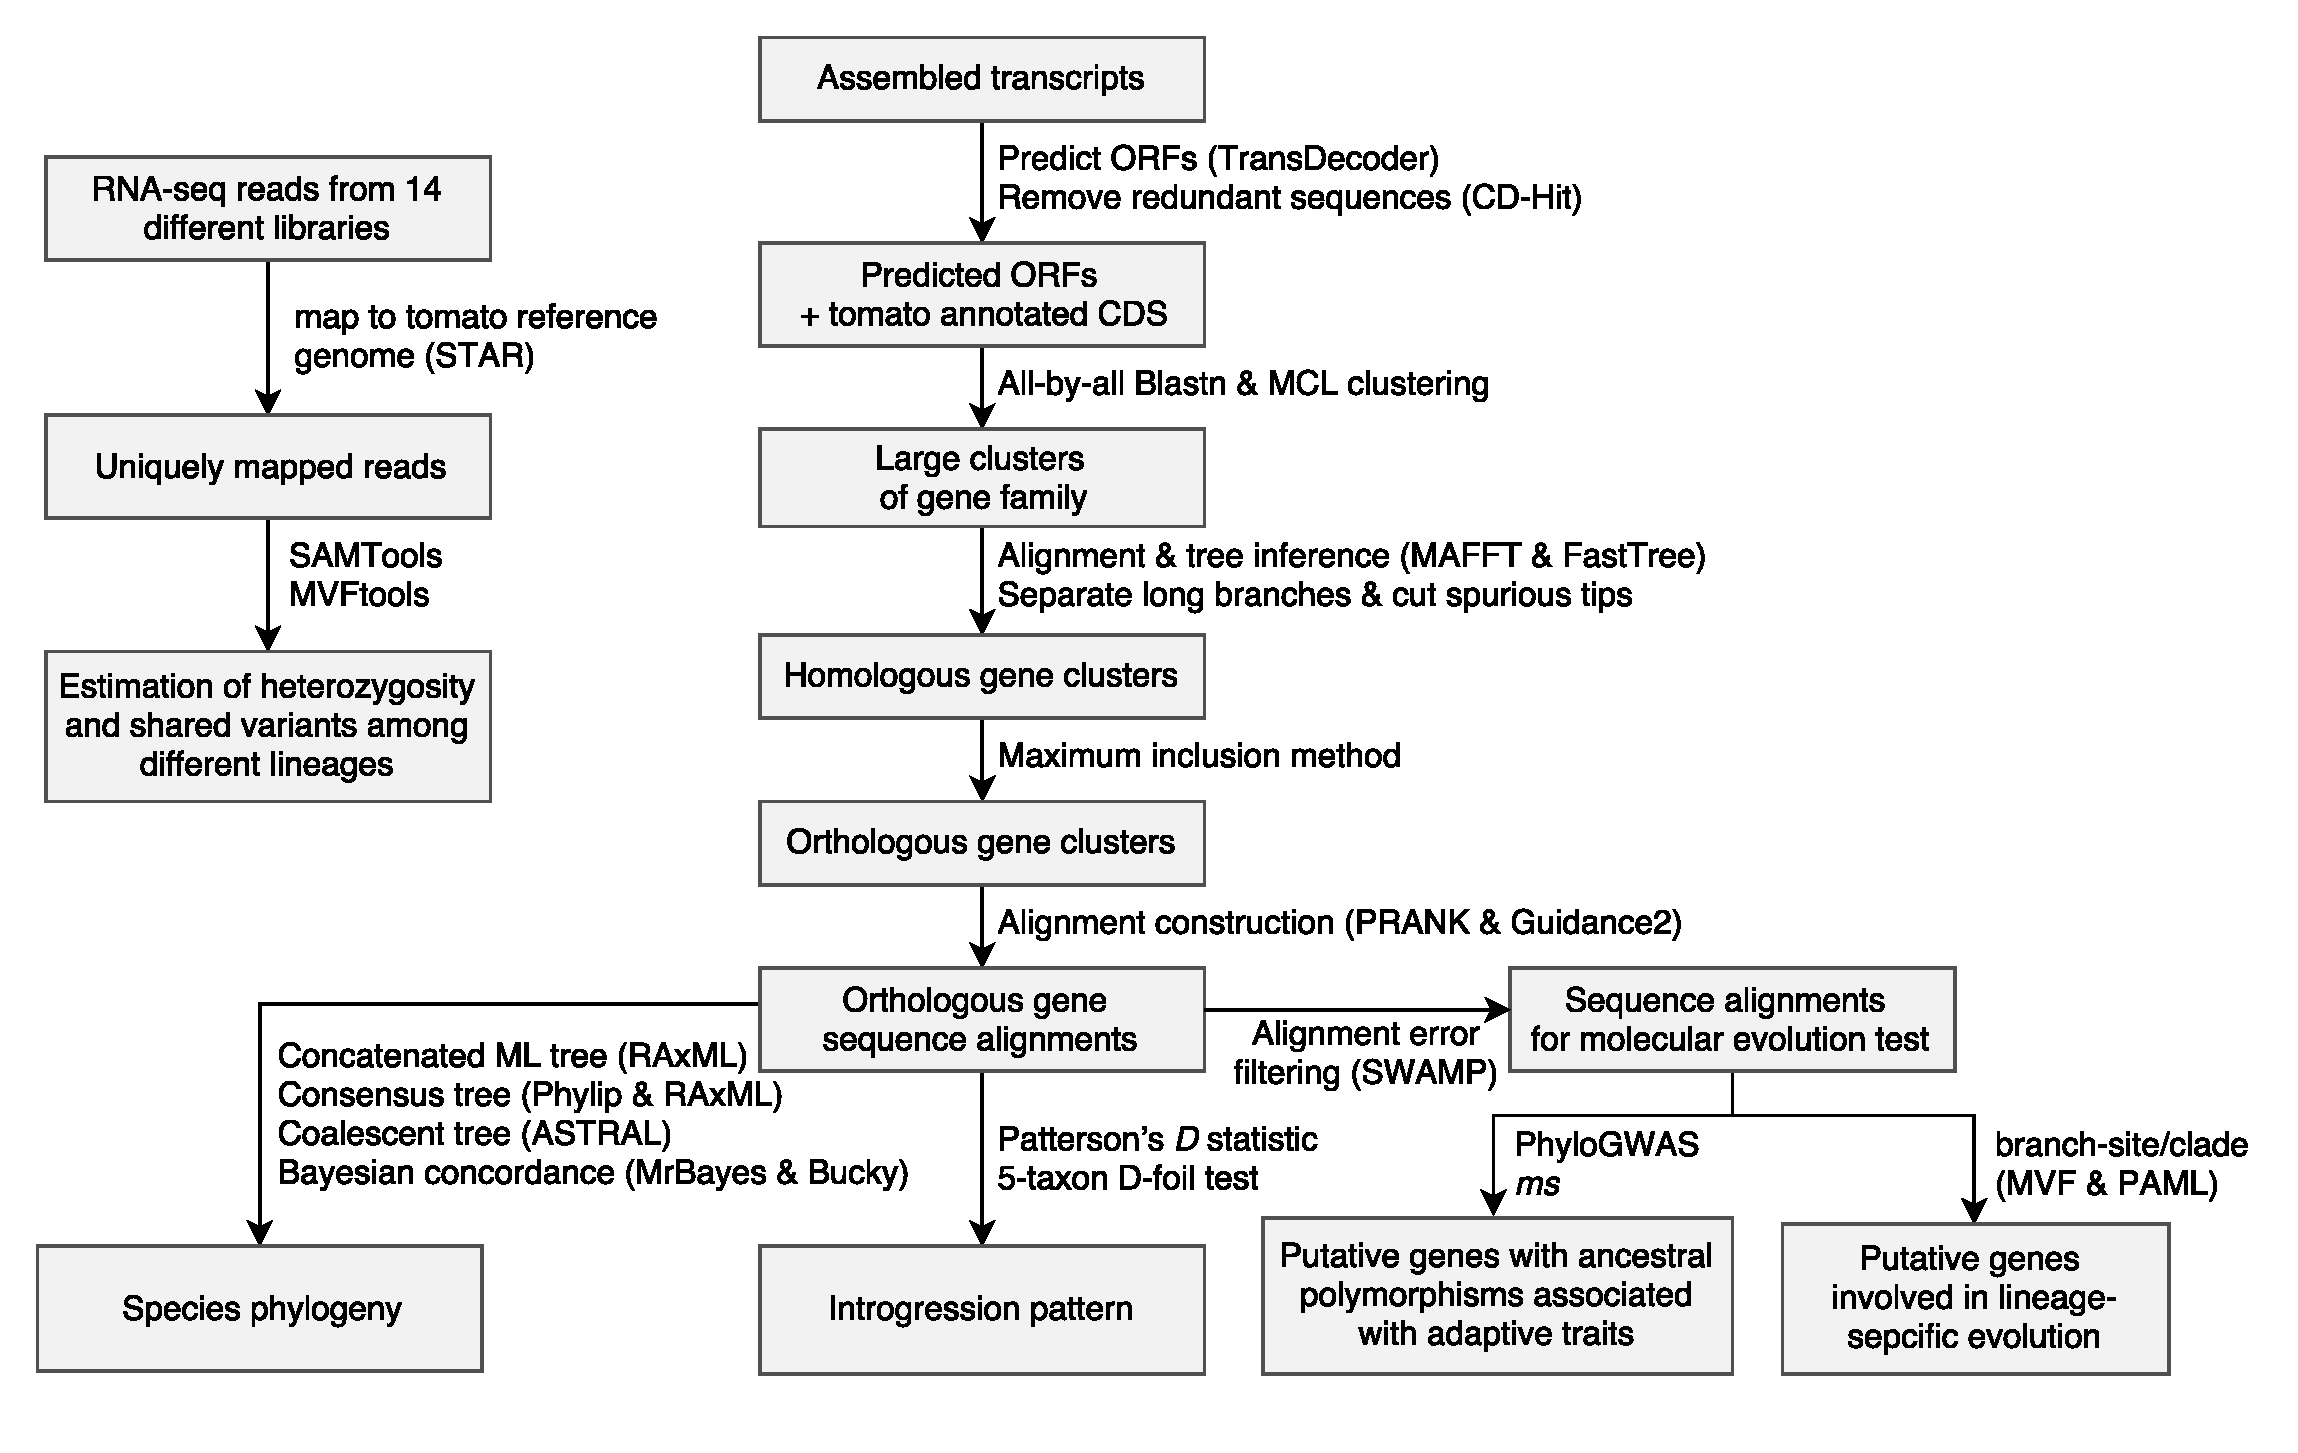 Assembled transcripts
Predict ORFs (TransDecoder)
Remove redundant sequences (CD-Hit)
RNA-seq reads from 14
different libraries
Predicted ORFs
+ tomato annotated CDS
map to tomato reference
genome (STAR)
All-by-all Blastn & MCL clustering
Uniquely mapped reads
Large clusters
of gene family
SAMTools
MVFtools
Alignment & tree inference (MAFFT & FastTree)
Separate long branches & cut spurious tips
Estimation of heterozygosity
and shared variants among
different lineages
Homologous gene clusters
Maximum inclusion method
Orthologous gene clusters
Alignment construction (PRANK & Guidance2)
Orthologous gene
sequence alignments
Alignment error
filtering (SWAMP)
Sequence alignments
for molecular evolution test
Concatenated ML tree (RAxML)
Consensus tree (Phylip & RAxML)
Coalescent tree (ASTRAL)
Bayesian concordance (MrBayes & Bucky)
Patterson’s D statistic
5-taxon D-foil test
PhyloGWAS
ms
branch-site/clade
(MVF & PAML)
Species phylogeny
Introgression pattern
Putative genes with ancestral
polymorphisms associated
with adaptive traits
Putative genes
involved in lineage-
sepcific evolution